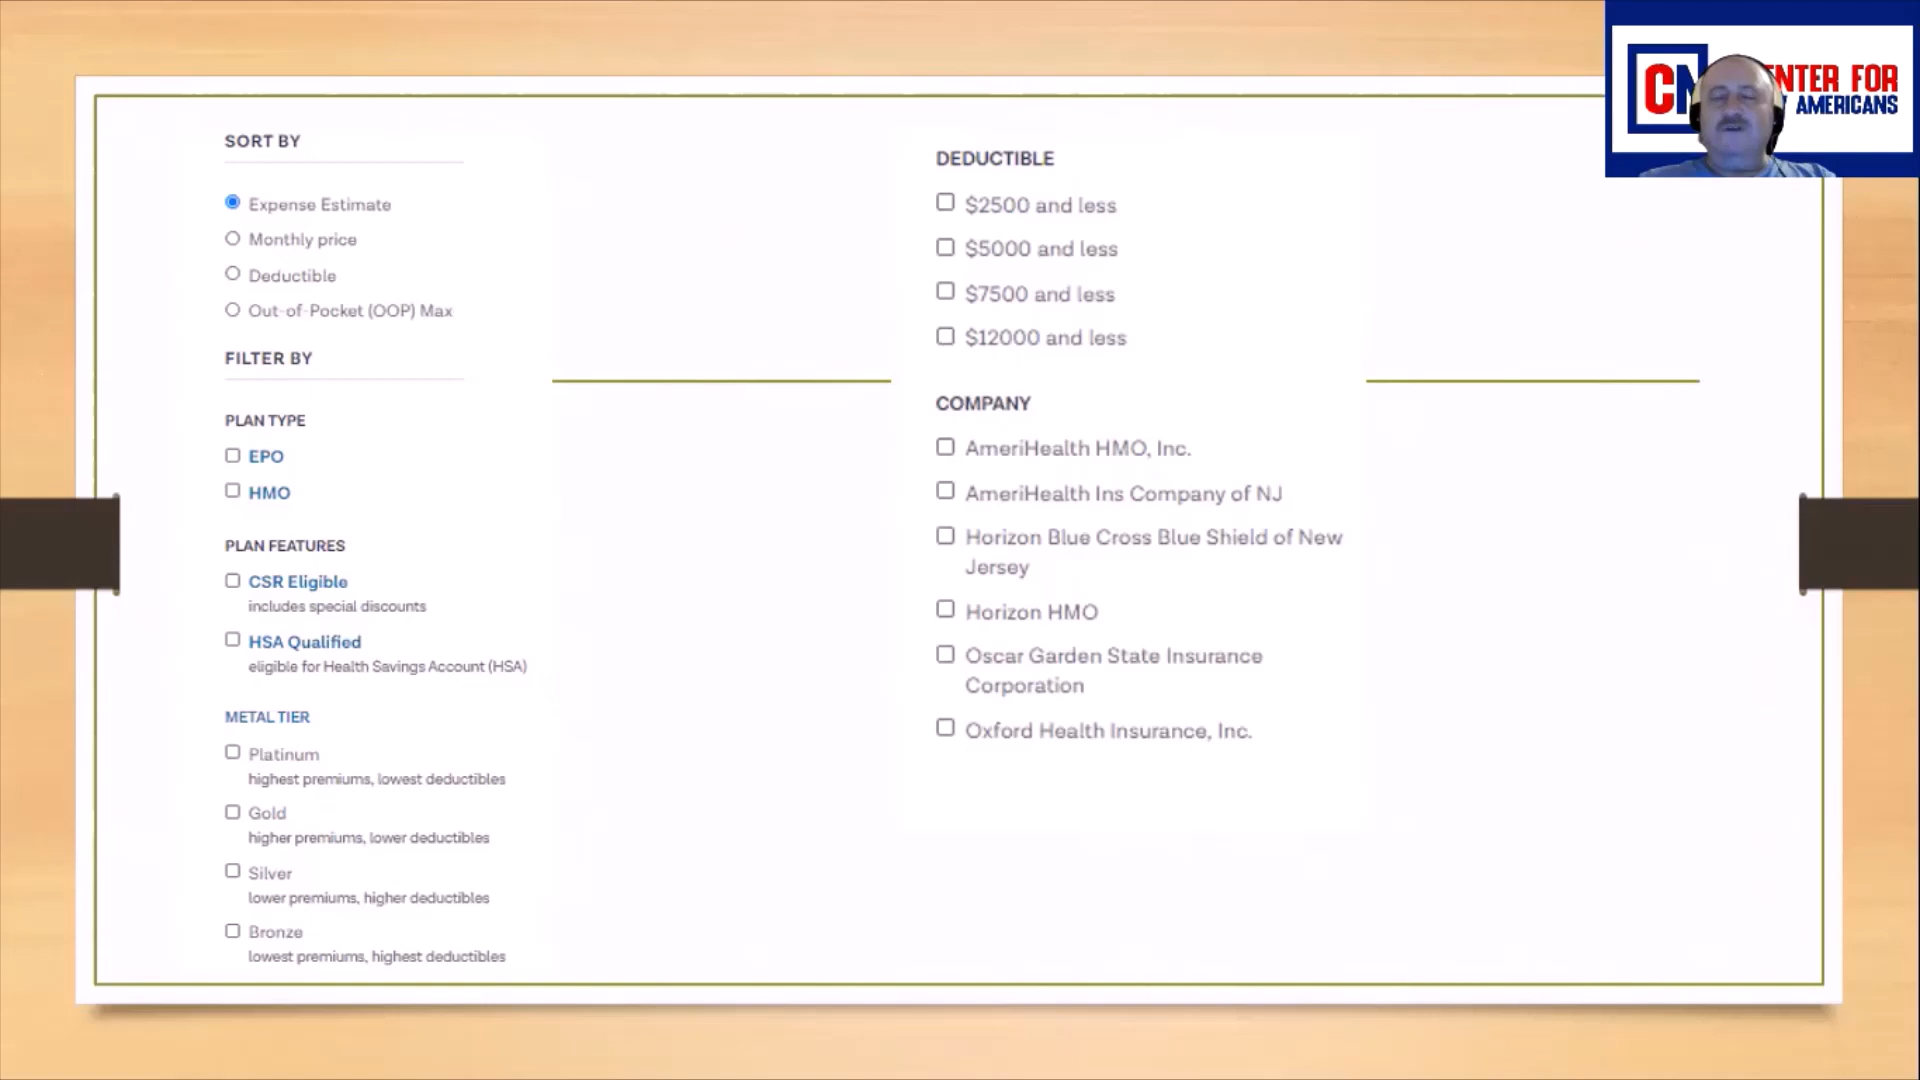 SORT BY
Expense Estimate
Monthly price
Deductible
Out-of-Pocket (OOP) Max
FILTER BY
PLAN TYPE
EPO
HMO
PLAN FEATURES
CSR Eligible
includes special discounts
HSA Qualified
eligible for Health Savings Account (HSA)
METAL TIER
Platinum
highest premiums, lowest deductibles
Gold
higher premiums, lower deductibles
Silver
lower premiums, higher deductibles
Bronze
lowest premiums, highest deductibles
DEDUCTIBLE
$2500 and less
$5000 and less
$7500 and less
$12000 and less
COMPANY
AmeriHealth HMO, Inc.
AmeriHealth Ins Company of NJ
Horizon Blue Cross Blue Shield of New
Jersey
Horizon HMO
Oscar Garden State Insurance
Corporation
Oxford Health Insurance, Inc.
FOR
AMERICANS